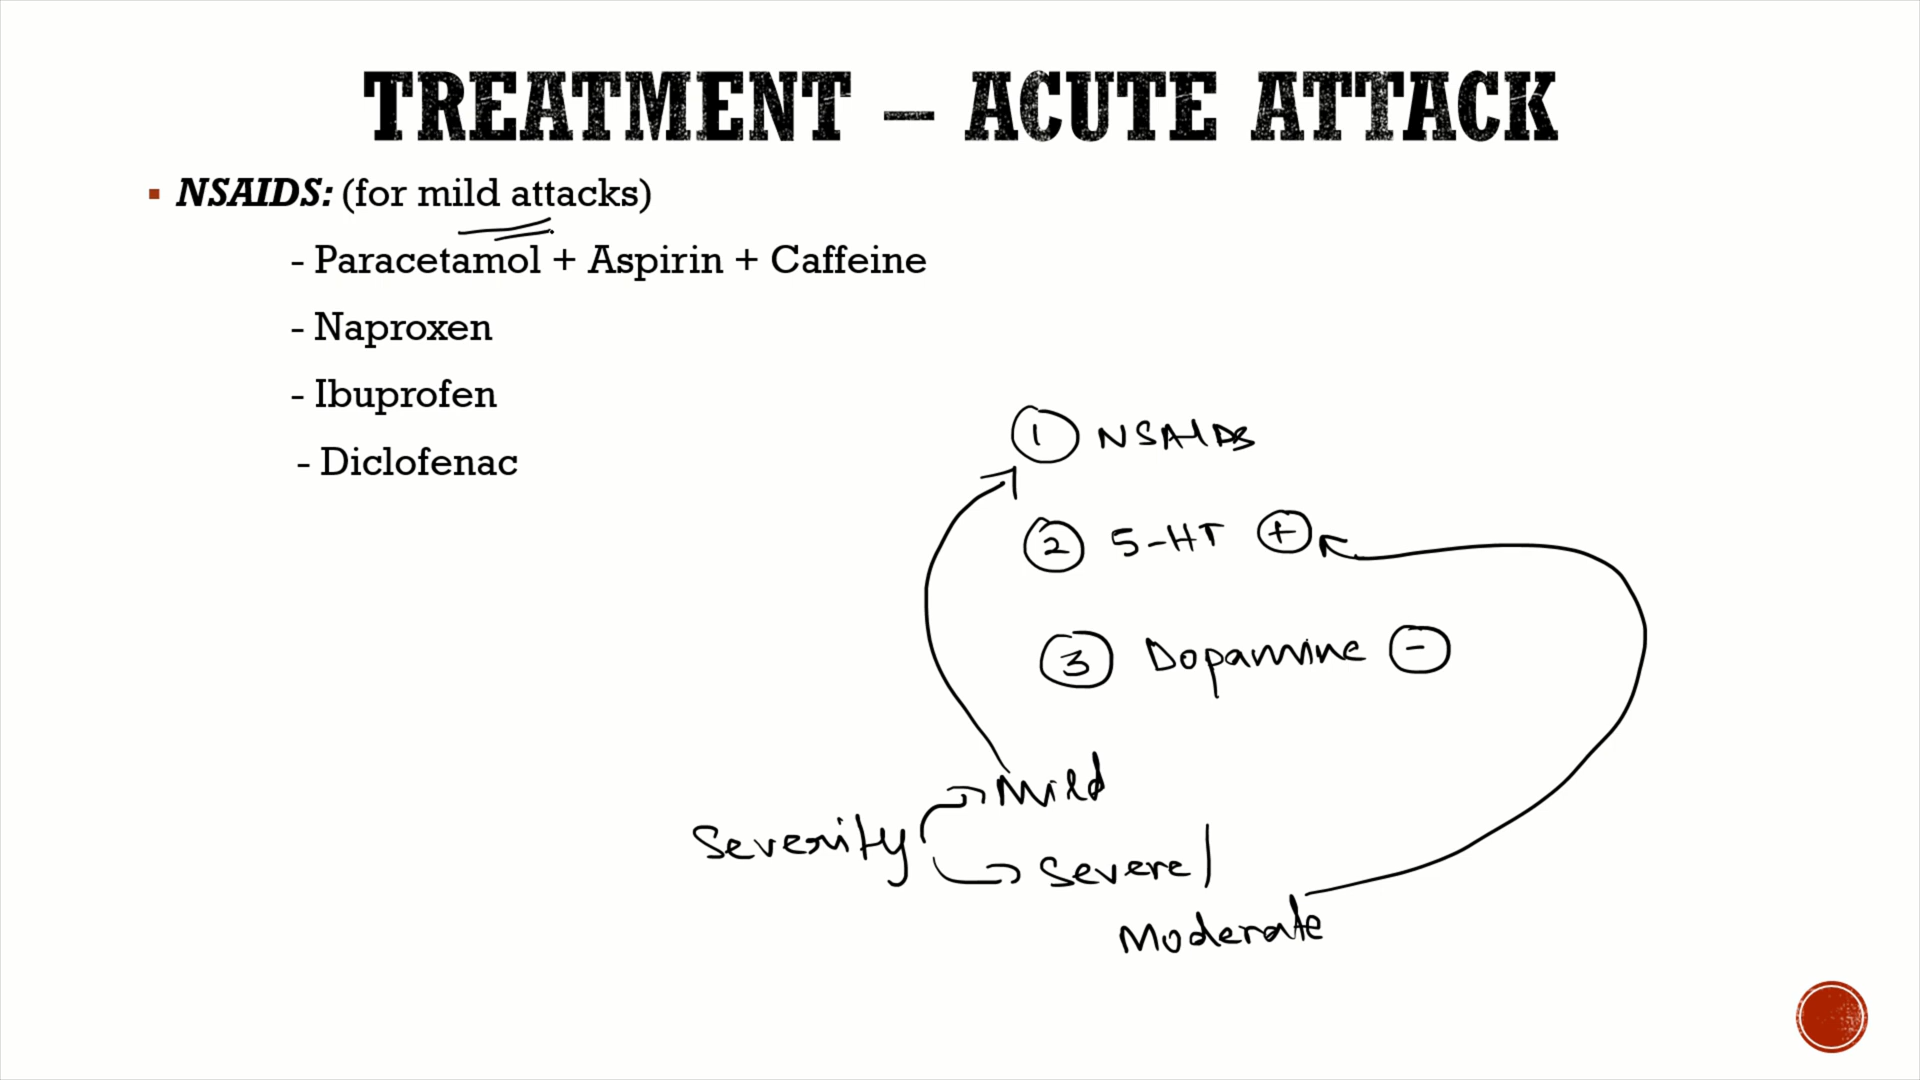 TREATMENT – ACUTE ATTACK
▪ NSAIDS: (for mild attacks)
- Paracetamol + Aspirin + Caffeine
- Naproxen
- Ibuprofen
- Diclofenac
① NSAIDs
② 5-HT ⊕
③ Dopamine ⊖
Mild
Severity
Severe /
Moderate